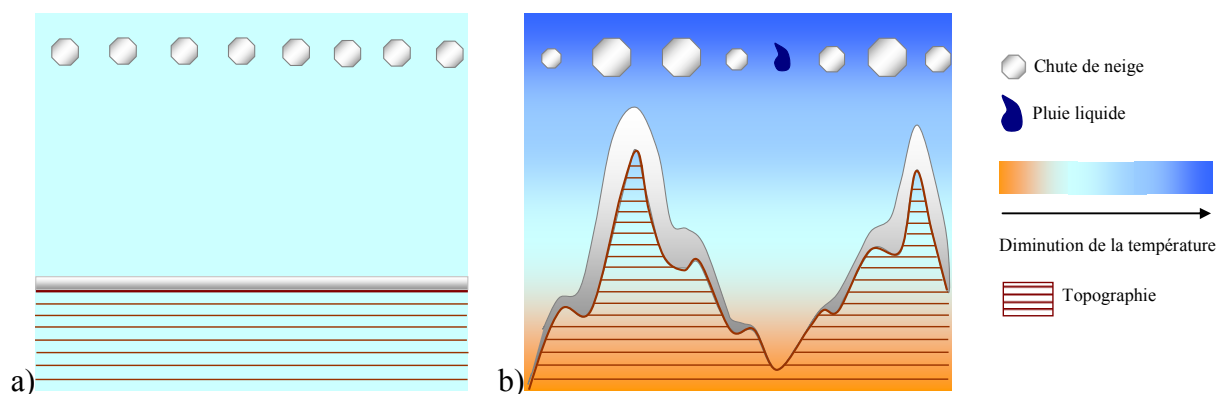 Chute de neige
Pluie liquide
Diminution de la température
Topographie
a)
b)